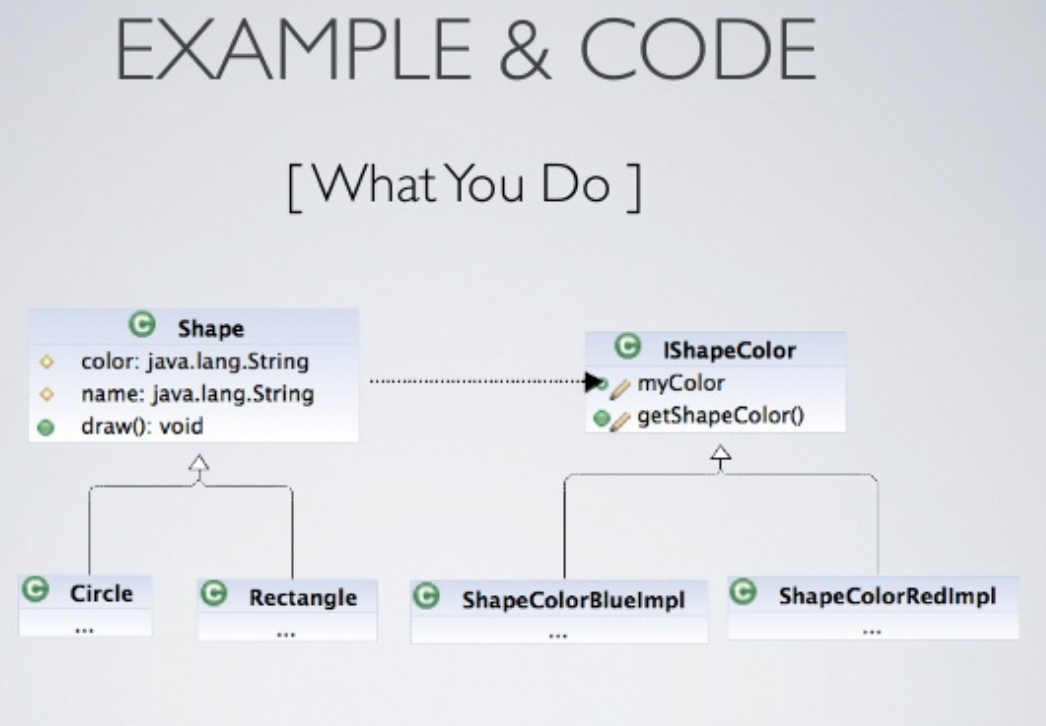 EXAMPLE & CODE
[ What You Do ]
C Shape
color: java.lang.String
name: java.lang.String
draw(): void
C IShapeColor
myColor
getShapeColor()
C Circle
...
C Rectangle
...
C ShapeColorBlueImpl
...
C ShapeColorRedImpl
...